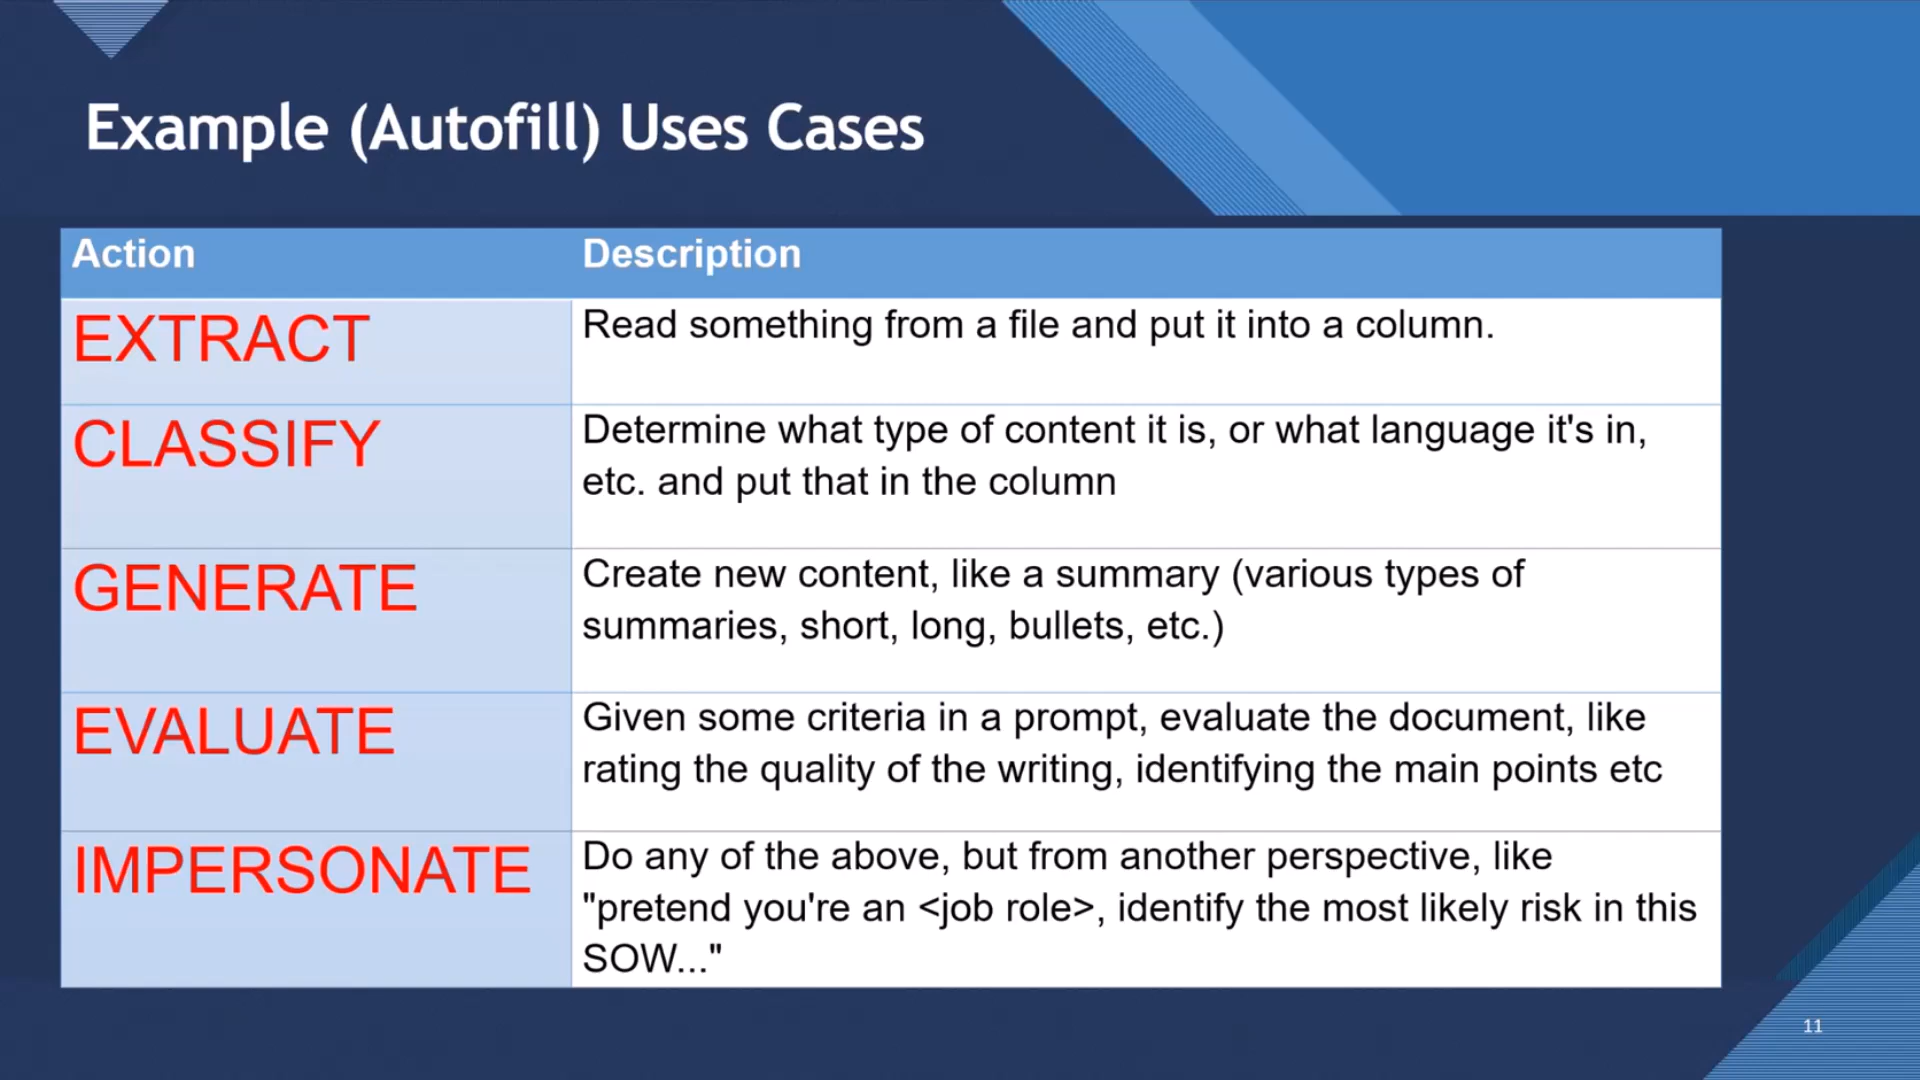 Example (Autofill) Uses Cases
Action
Description
EXTRACT
Read something from a file and put it into a column.
CLASSIFY
Determine what type of content it is, or what language it's in,
etc. and put that in the column
GENERATE
Create new content, like a summary (various types of
summaries, short, long, bullets, etc.)
EVALUATE
Given some criteria in a prompt, evaluate the document, like
rating the quality of the writing, identifying the main points etc
IMPERSONATE
Do any of the above, but from another perspective, like
"pretend you're an <job role>, identify the most likely risk in this
SOW..."
11